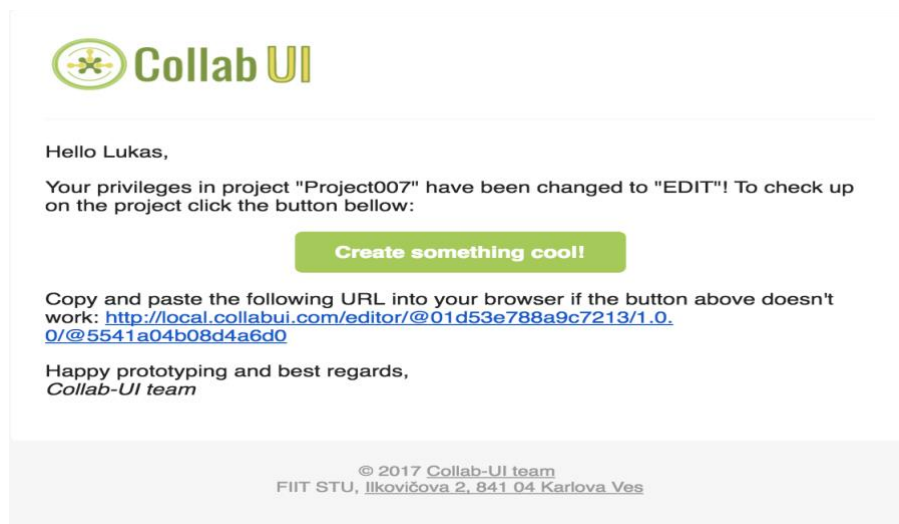 Collab UI
Hello Lukas,
Your privileges in project "Project007" have been changed to "EDIT"! To check up
on the project click the button bellow:
Create something cool!
Copy and paste the following URL into your browser if the button above doesn't
work: http://local.collabui.com/editor/@01d53e788a9c7213/1.0.
0/@5541a04b08d4a6d0
Happy prototyping and best regards,
Collab-UI team
© 2017 Collab-UI team
FIIT STU, Ilkovičova 2, 841 04 Karlova Ves